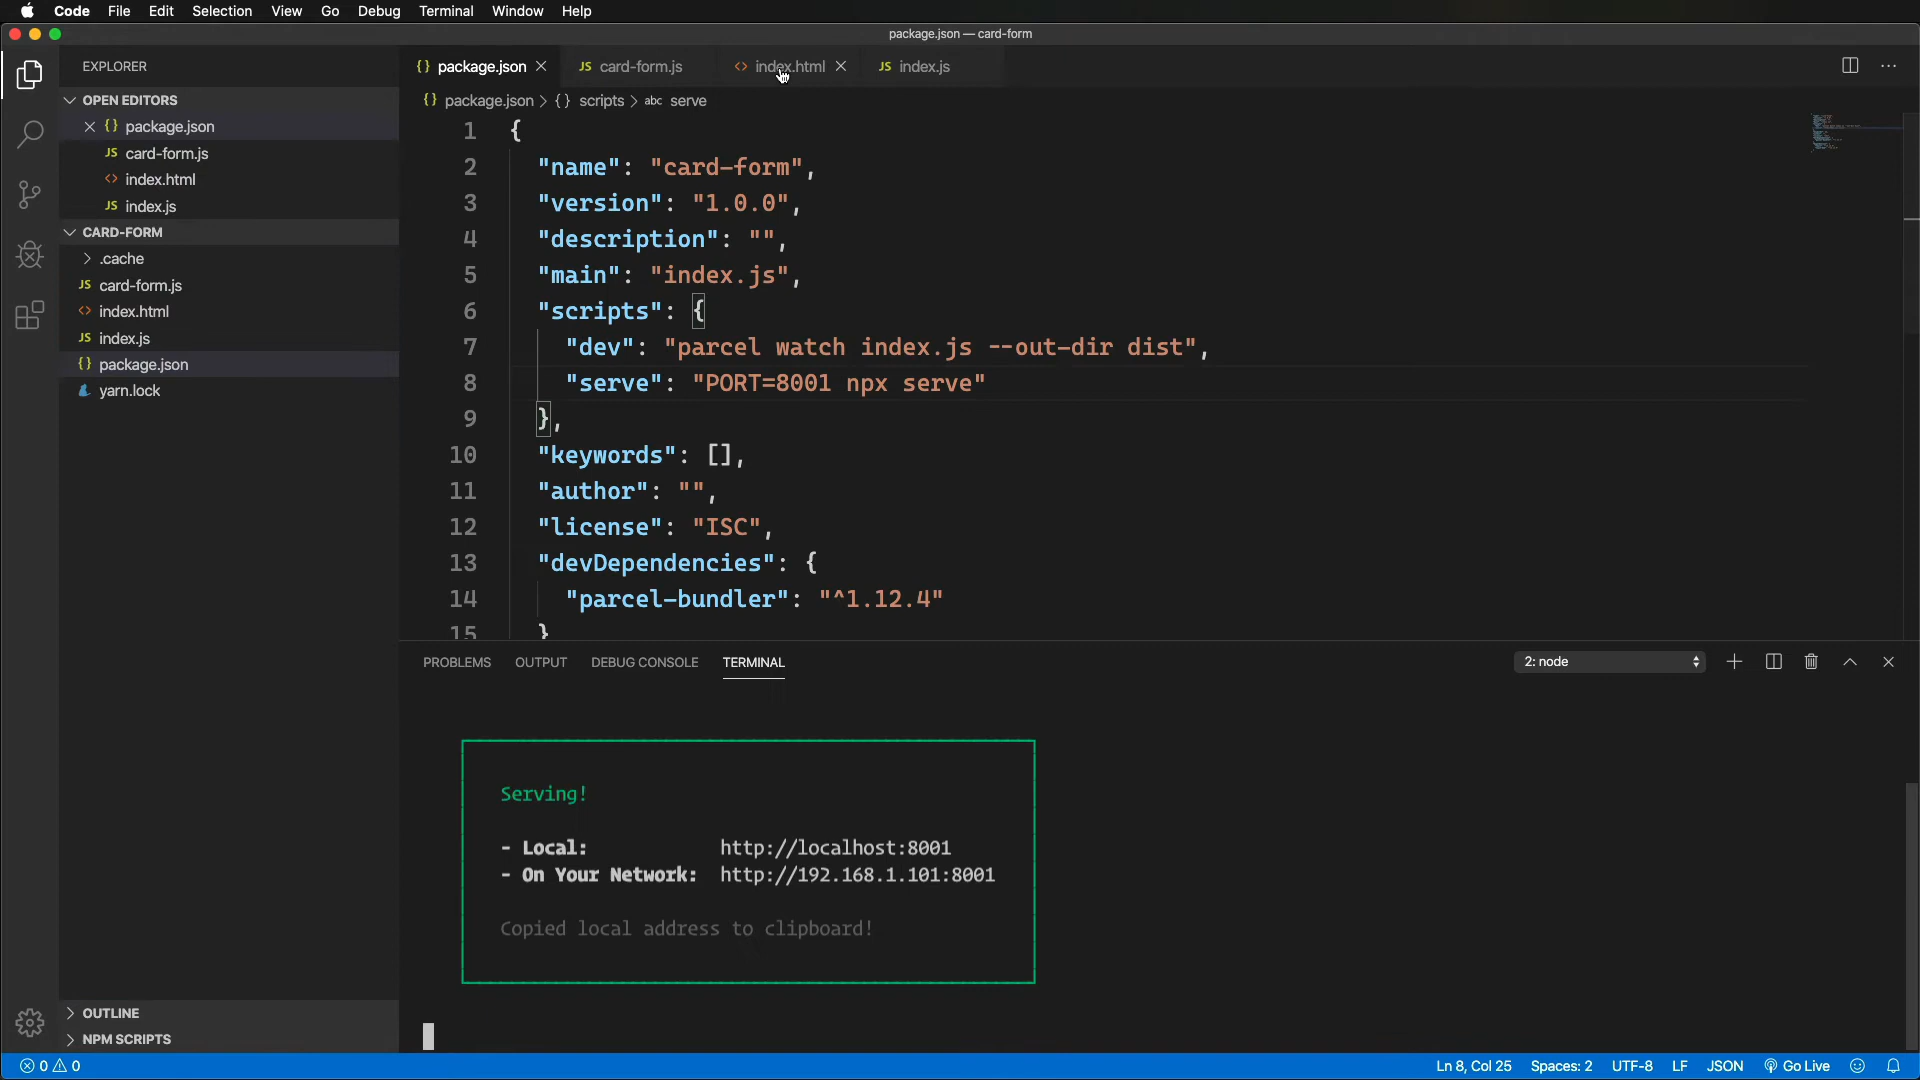 Code File Edit Selection View Go Debug Terminal Window Help
package.json — card-form
EXPLORER
OPEN EDITORS
{} package.json
JS card-form.js
<> index.html
JS index.js
CARD-FORM
.cache
JS card-form.js
<> index.html
JS index.js
{} package.json
yarn.lock
OUTLINE
NPM SCRIPTS
{} package.json JS card-form.js <> index.html JS index.js
{} package.json > {} scripts > abc serve
1 {
2 "name": "card-form",
3 "version": "1.0.0",
4 "description": "",
5 "main": "index.js",
6 "scripts": {
7 "dev": "parcel watch index.js --out-dir dist",
8 "serve": "PORT=8001 npx serve"
9 },
10 "keywords": [],
11 "author": "",
12 "license": "ISC",
13 "devDependencies": {
14 "parcel-bundler": "^1.12.4"
15 }
PROBLEMS OUTPUT DEBUG CONSOLE TERMINAL 2: node
Serving!
- Local: http://localhost:8001
- On Your Network: http://192.168.1.101:8001
Copied local address to clipboard!
0 0 Ln 8, Col 25 Spaces: 2 UTF-8 LF JSON Go Live